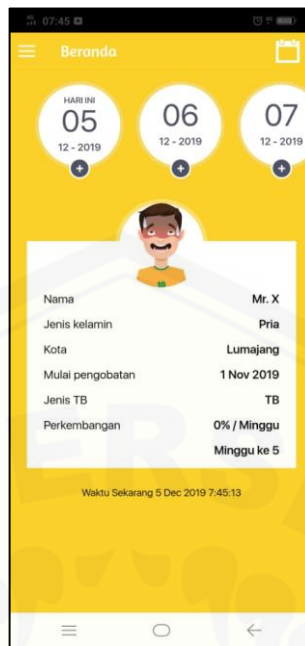 07:45
Beranda
HARI INI
05
12 - 2019
06
12 - 2019
07
12 - 2019
Nama Mr. X
Jenis kelamin Pria
Kota Lumajang
Mulai pengobatan 1 Nov 2019
Jenis TB TB
Perkembangan 0% / Minggu
Minggu ke 5
Waktu Sekarang 5 Dec 2019 7:45:13